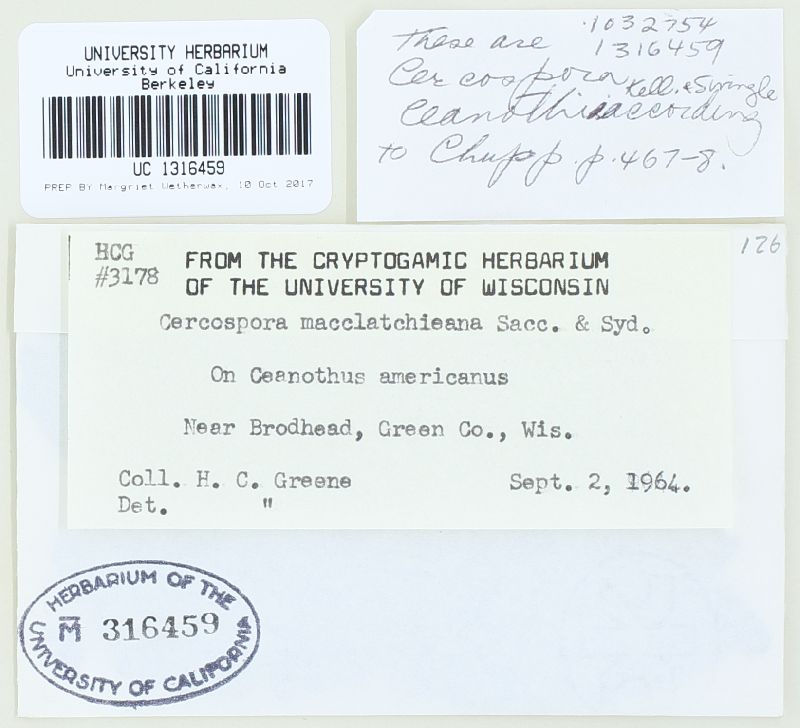 UNIVERSITY HERBARIUM
University of California
Berkeley
UC 1316459
PREP BY Margriet Wetherwax, 10 Oct 2017
These are 1032754
1316459
Cercospora Kell. & Swingle
Ceanothi according
to Chupp. p. 467-8.
126
HCG
#3178
FROM THE CRYPTOGAMIC HERBARIUM
OF THE UNIVERSITY OF WISCONSIN
Cercospora macclatchieana Sacc. & Syd.
On Ceanothus americanus
Near Brodhead, Green Co., Wis.
Coll. H. C. Greene Sept. 2, 1964.
Det. "
HERBARIUM OF THE
M 316459
UNIVERSITY OF CALIFORNIA